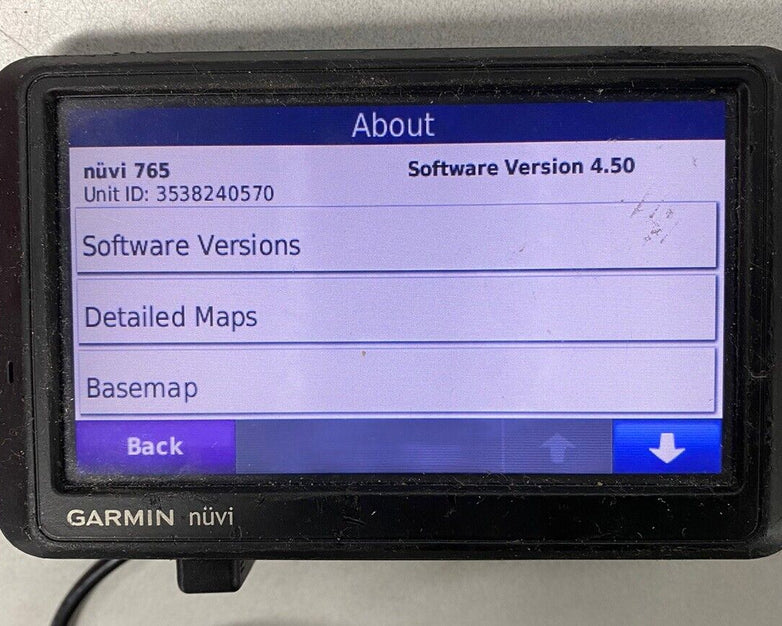 About
nüvi 765 Software Version 4.50
Unit ID: 3538240570
Software Versions
Detailed Maps
Basemap
Back
GARMIN nüvi